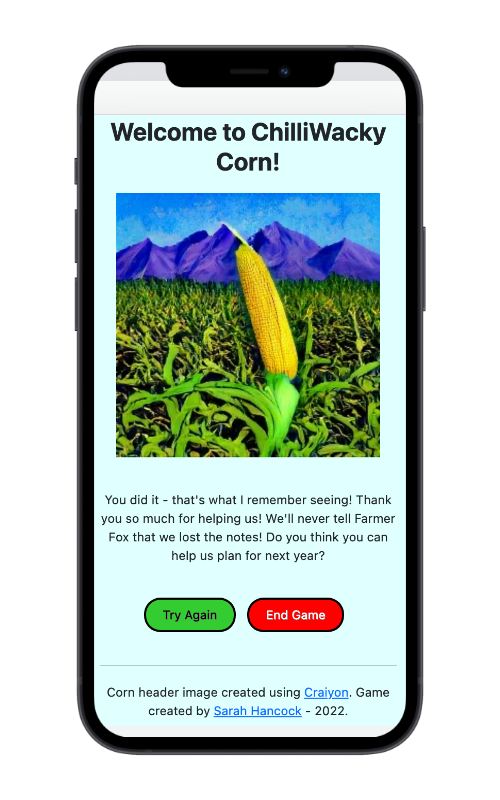 Welcome to ChilliWacky
Corn!
You did it - that's what I remember seeing! Thank
you so much for helping us! We'll never tell Farmer
Fox that we lost the notes! Do you think you can
help us plan for next year?
Try Again
End Game
Corn header image created using Craiyon. Game
created by Sarah Hancock - 2022.